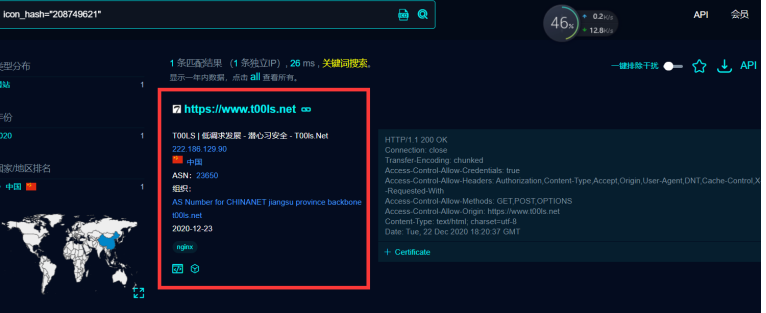 icon_hash="208749621"
46%
0.2K/s
12.8K/s
API
会员
1 条匹配结果 （1 条独立IP），26 ms，关键词搜索。
显示一年内数据，点击 all 查看所有。
一键排除干扰
API
类型分布
1
年份
1
国家/地区排名
中国
1
https://www.t00ls.net
T00LS | 低调求发展 - 潜心习安全 - T00ls.Net
222.186.129.90
中国
ASN: 23650
组织:
AS Number for CHINANET jiangsu province backbone
t00ls.net
2020-12-23
nginx
HTTP/1.1 200 OK
Connection: close
Transfer-Encoding: chunked
Access-Control-Allow-Credentials: true
Access-Control-Allow-Headers: Authorization,Content-Type,Accept,Origin,User-Agent,DNT,Cache-Control,X
-Requested-With
Access-Control-Allow-Methods: GET,POST,OPTIONS
Access-Control-Allow-Origin: https://www.t00ls.net
Content-Type: text/html; charset=utf-8
Date: Tue, 22 Dec 2020 18:20:37 GMT
+ Certificate